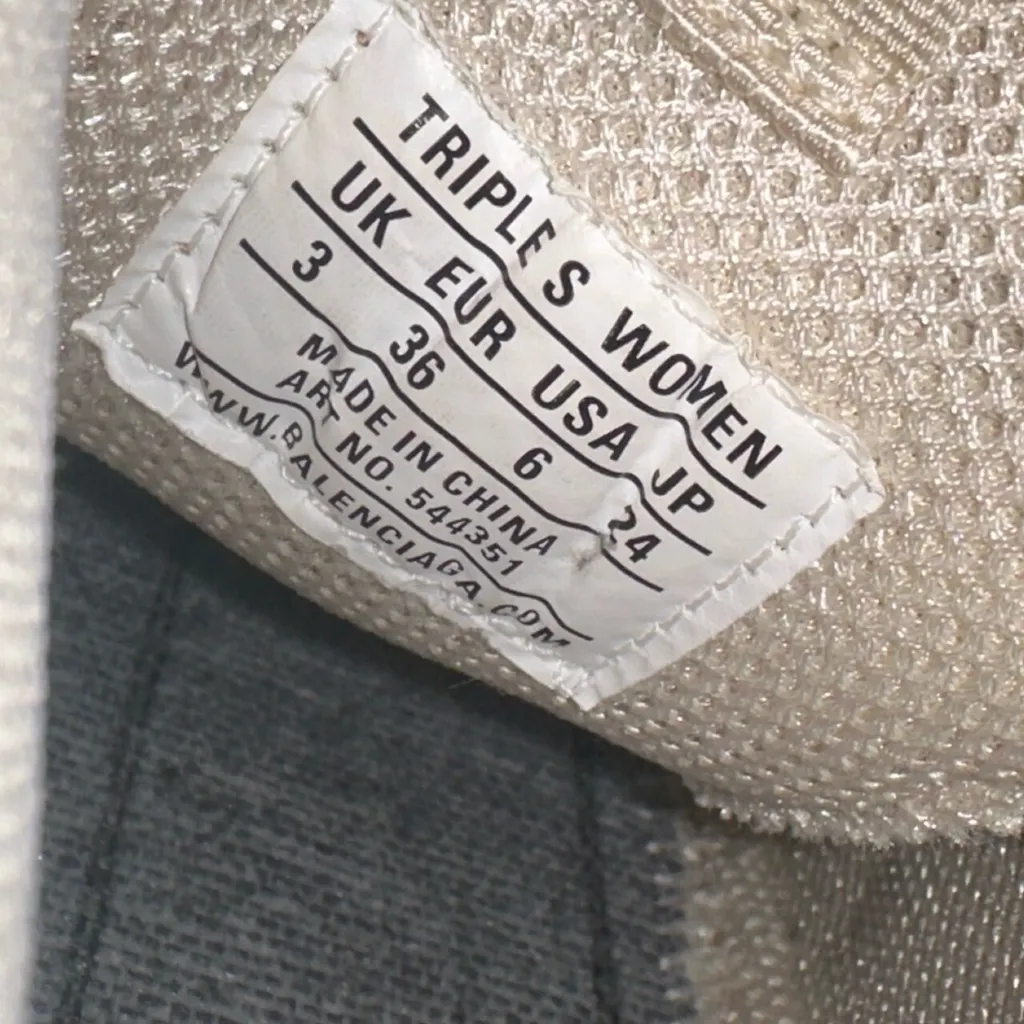 TRIPLE S WOMEN
UK EUR USA JP
3 36 6 24
MADE IN CHINA
ART NO. 544351
WWW.BALENCIAGA.COM